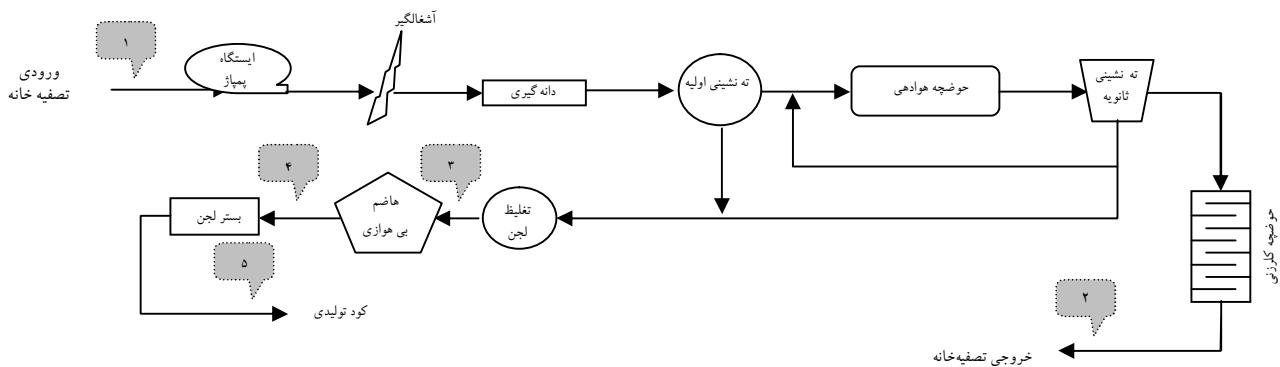 آشغالگیر
۱
ورودی
تصفیه خانه
ایستگاه
پمپاژ
دانه گیری
ته نشینی اولیه
حوضچه هوادهی
ته نشینی
ثانویه
۴
۳
بستر لجن
هاضم
بی هوازی
تغلیظ
لجن
حوضچه کلرزنی
۵
کود تولیدی
۲
خروجی تصفیه‌خانه